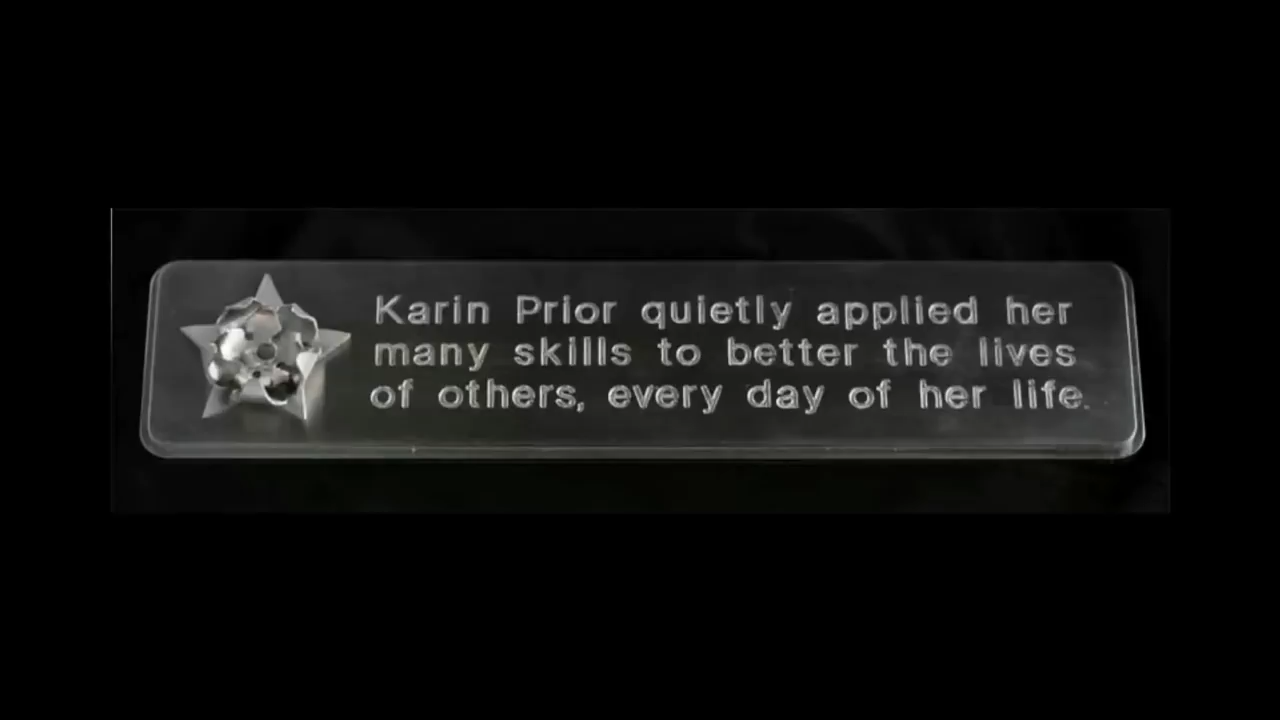 Karin Prior quietly applied her
many skills to better the lives
of others, every day of her life.